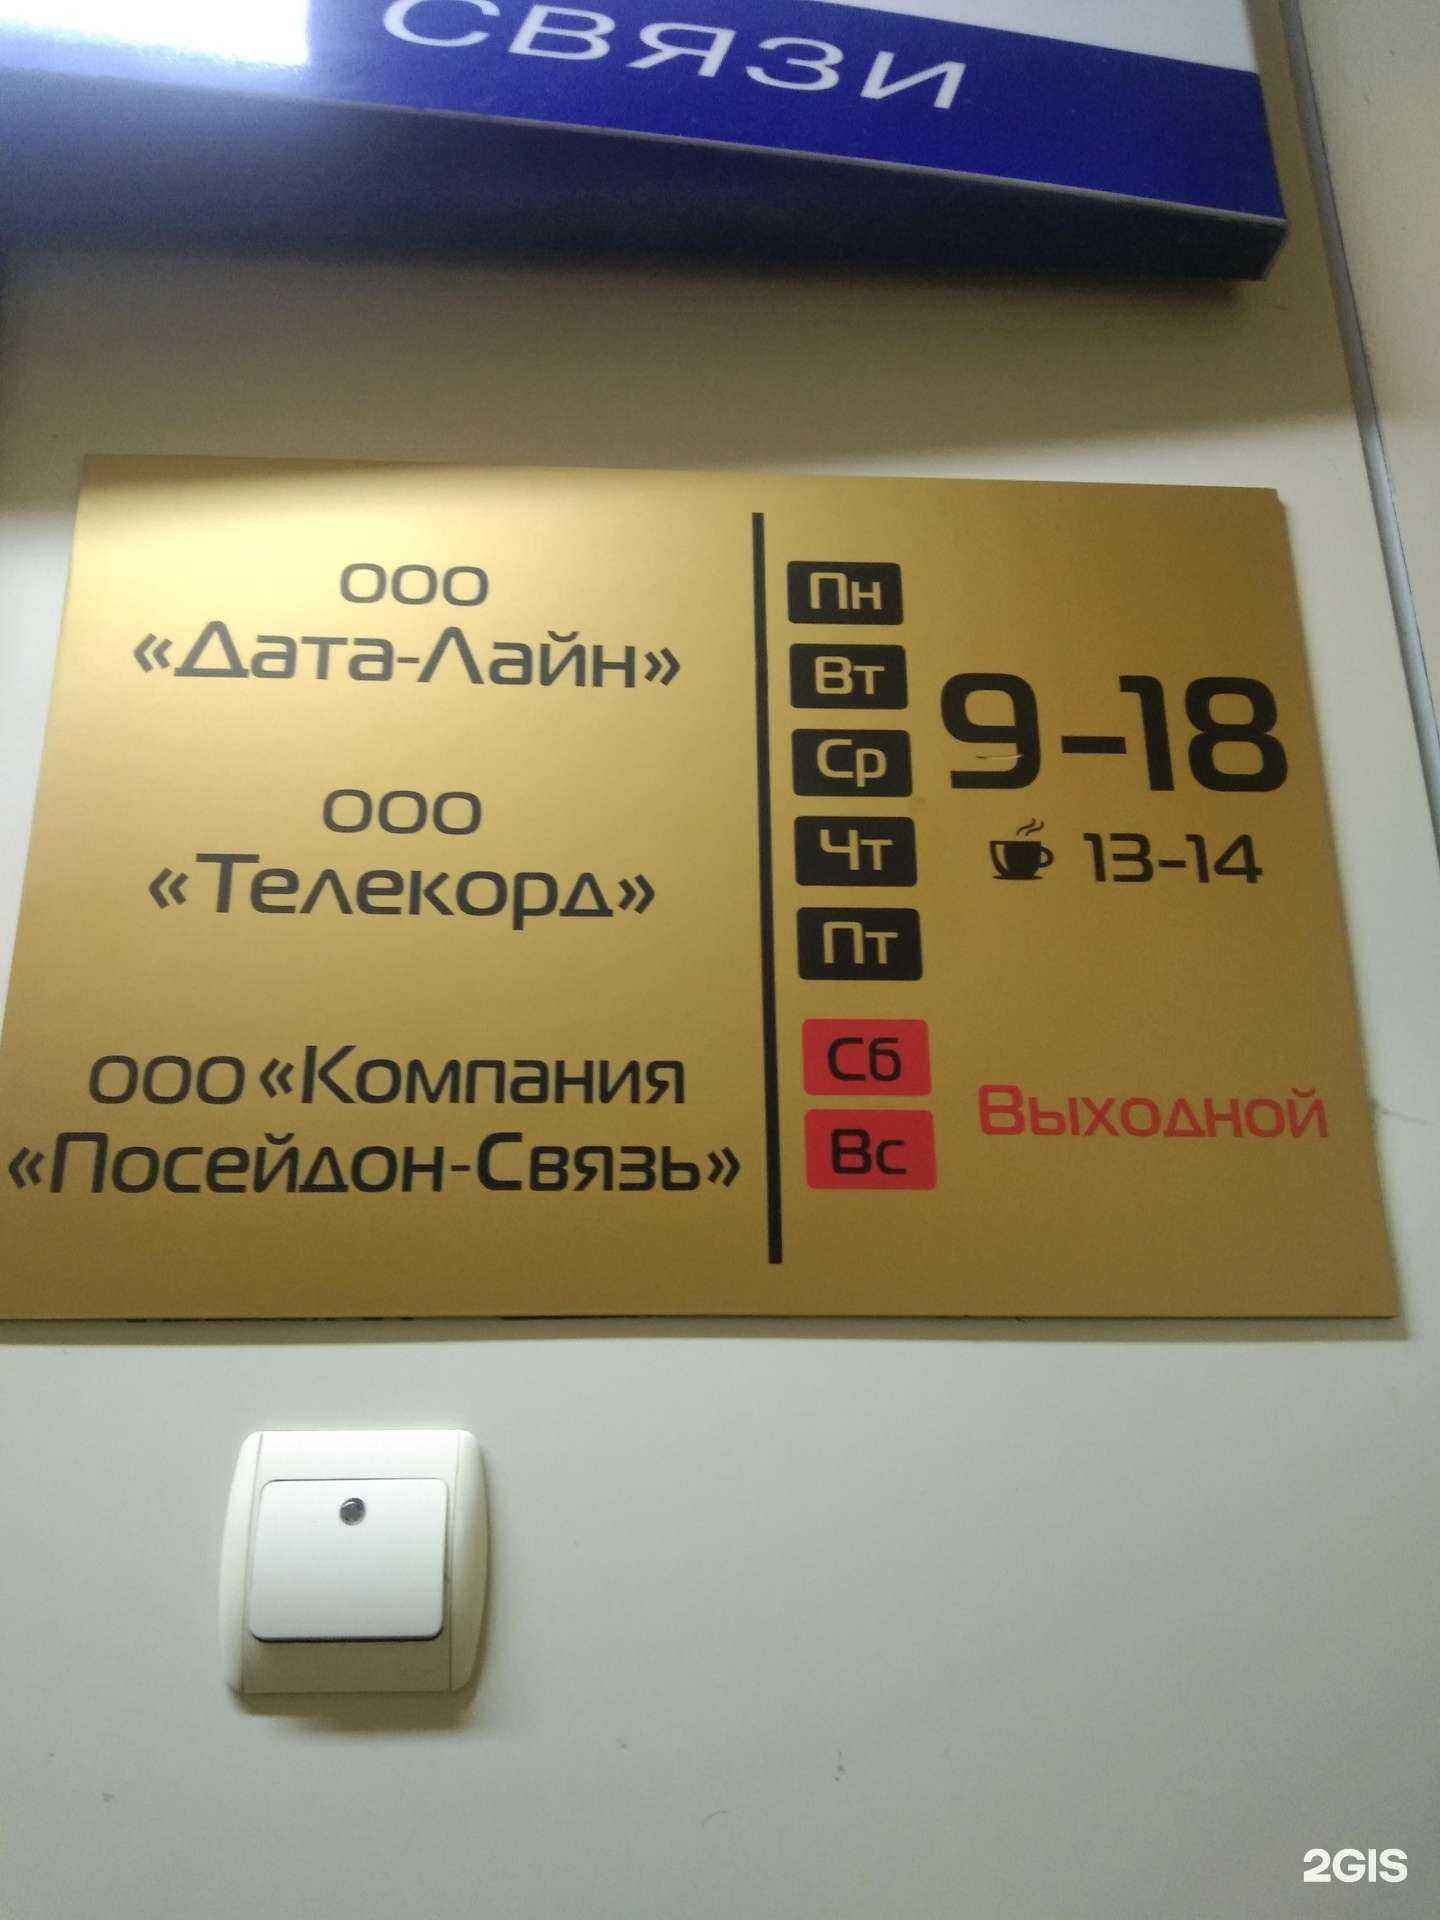 СВЯЗИ
ООО
«Дата-Лайн»
ООО
«Телекорд»
ООО «Компания
«Посейдон-Связь»
Пн
Вт
Ср
Чт
Пт
9-18
13-14
Сб
Вс
Выходной
2GIS